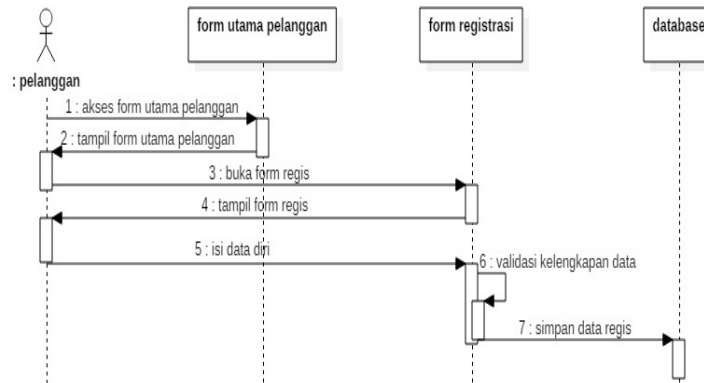 form utama pelanggan
form registrasi
database
: pelanggan
1 : akses form utama pelanggan
2 : tampil form utama pelanggan
3 : buka form regis
4 : tampil form regis
5 : isi data diri
6 : validasi kelengkapan data
7 : simpan data regis